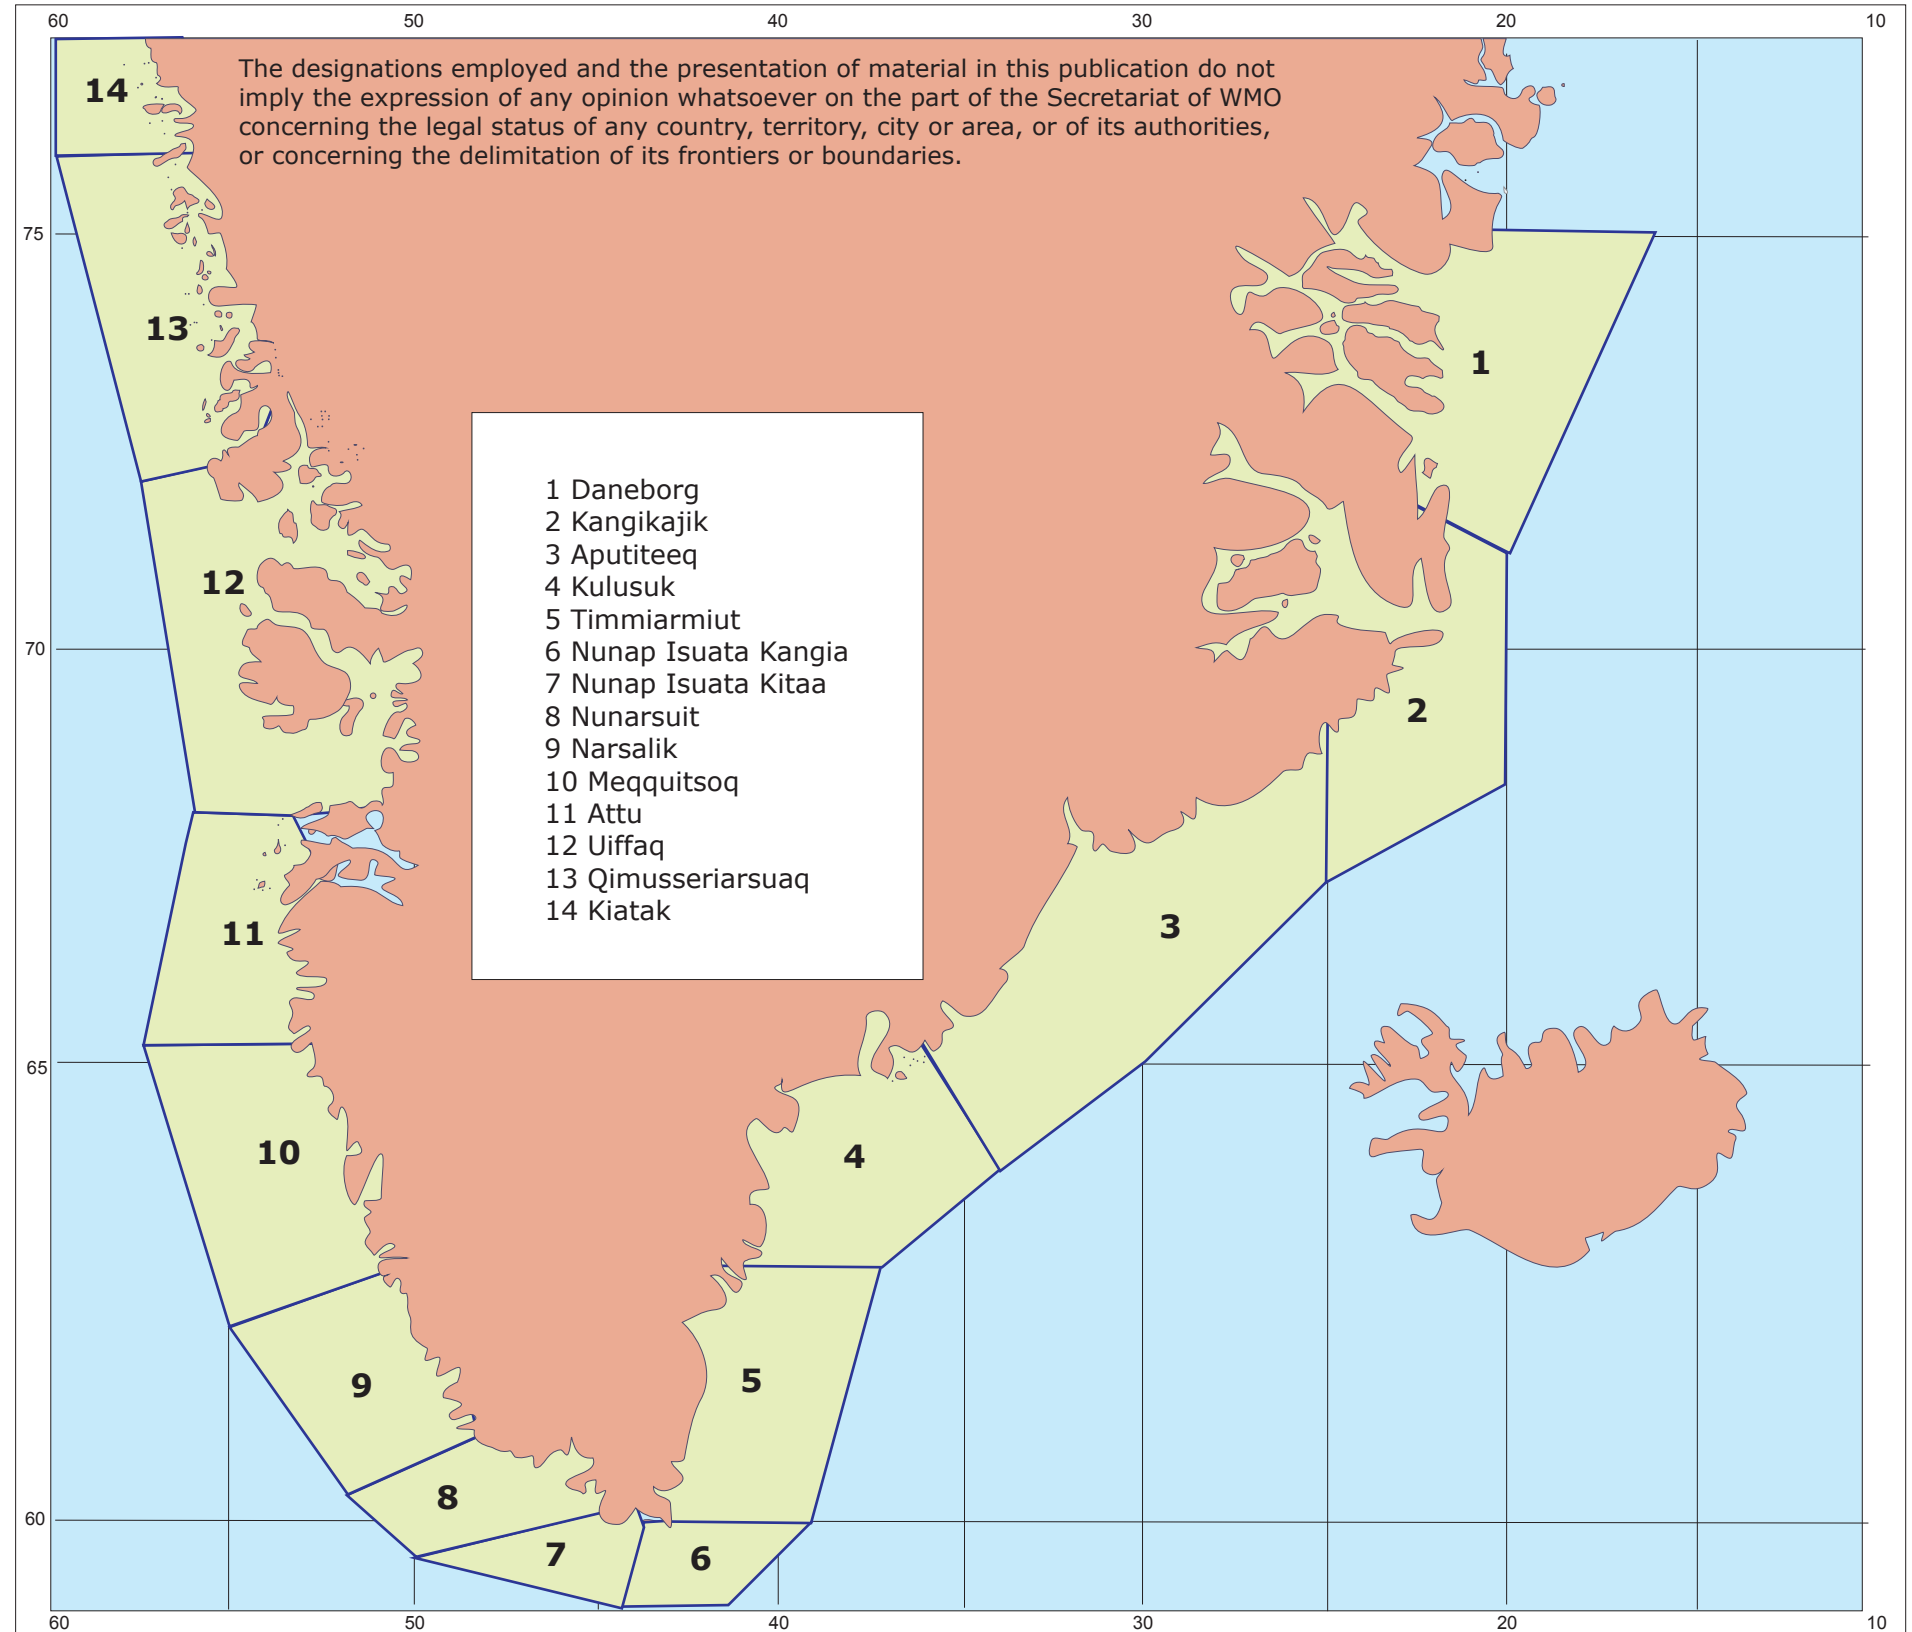 60 50 40 30 20 10
The designations employed and the presentation of material in this publication do not
imply the expression of any opinion whatsoever on the part of the Secretariat of WMO
concerning the legal status of any country, territory, city or area, or of its authorities,
or concerning the delimitation of its frontiers or boundaries.
14
75
13
1
1 Daneborg
2 Kangikajik
3 Aputiteeq
4 Kulusuk
5 Timmiarmiut
6 Nunap Isuata Kangia
7 Nunap Isuata Kitaa
8 Nunarsuit
9 Narsalik
10 Meqquitsoq
11 Attu
12 Uiffaq
13 Qimusseriarsuaq
14 Kiatak
12
70
2
3
11
65
10
4
5
9
8
60
7
6
60 50 40 30 20 10